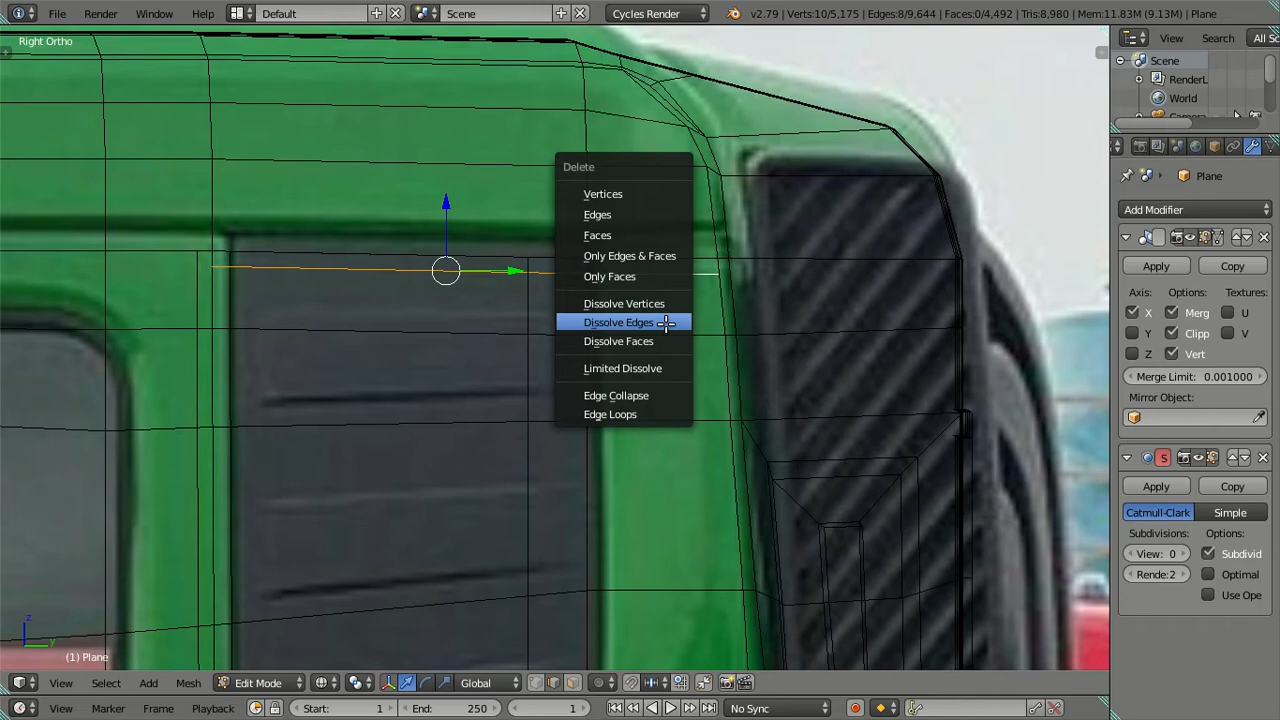 File Render Window Help Default Scene Cycles Render v2.79 | Verts:10/5,175 | Edges:8/9,644 | Faces:0/4,492 | Tris:8,980 | Mem:11.83M (9.13M) | Plane
Right Ortho
View Search All Sc
Scene
RenderL
World
Plane
Add Modifier
Apply Copy
Axis: Options: Textures:
X Merg U
Y Clipp V
Z Vert
Merge Limit: 0.001000
Mirror Object:
S
Apply Copy
Catmull-Clark Simple
Subdivisions: Options:
View: 0 Subdivid
Rende:2 Optimal
Use Ope
Delete
Vertices
Edges
Faces
Only Edges & Faces
Only Faces
Dissolve Vertices
Dissolve Edges
Dissolve Faces
Limited Dissolve
Edge Collapse
Edge Loops
z
y
(1) Plane
View Select Add Mesh Edit Mode Global
View Marker Frame Playback Start: 1 End: 250 1 No Sync